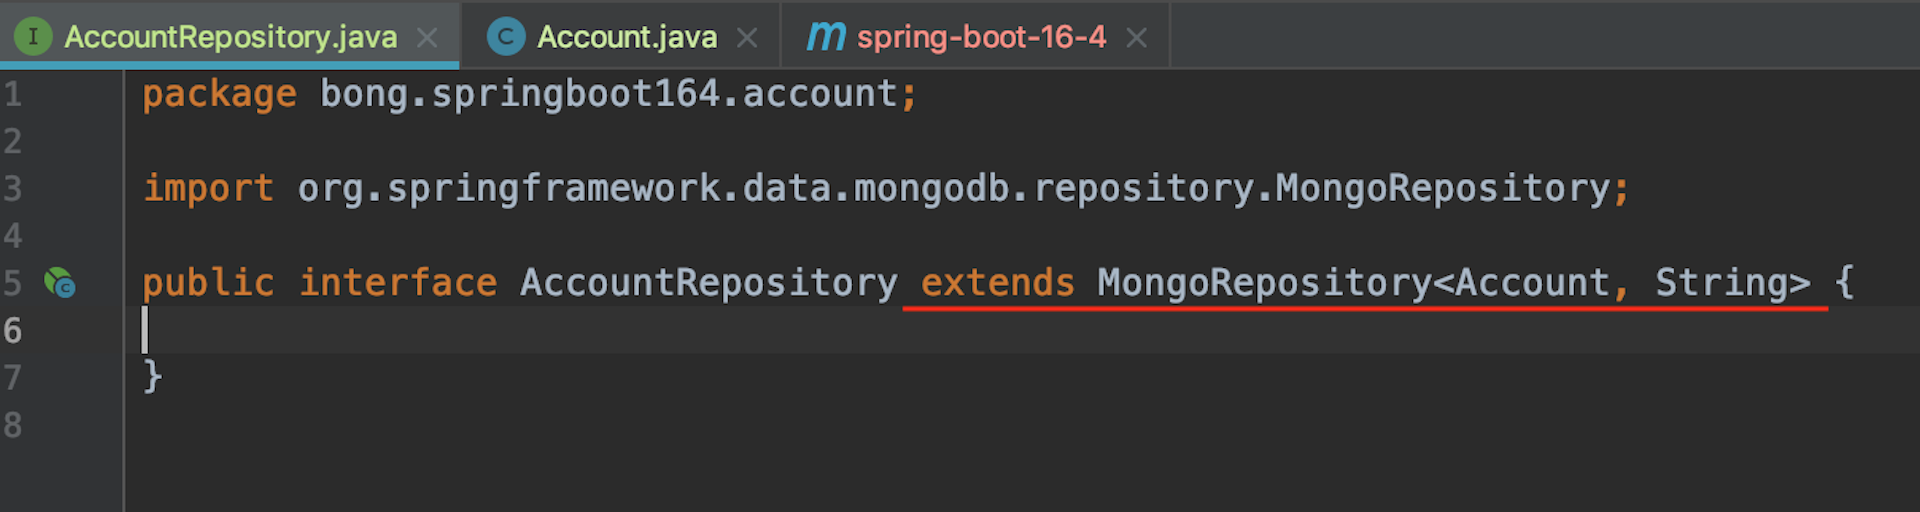 I AccountRepository.java × C Account.java × m spring-boot-16-4 ×
1 package bong.springboot164.account;
2
3 import org.springframework.data.mongodb.repository.MongoRepository;
4
5 public interface AccountRepository extends MongoRepository<Account, String> {
6
7 }
8